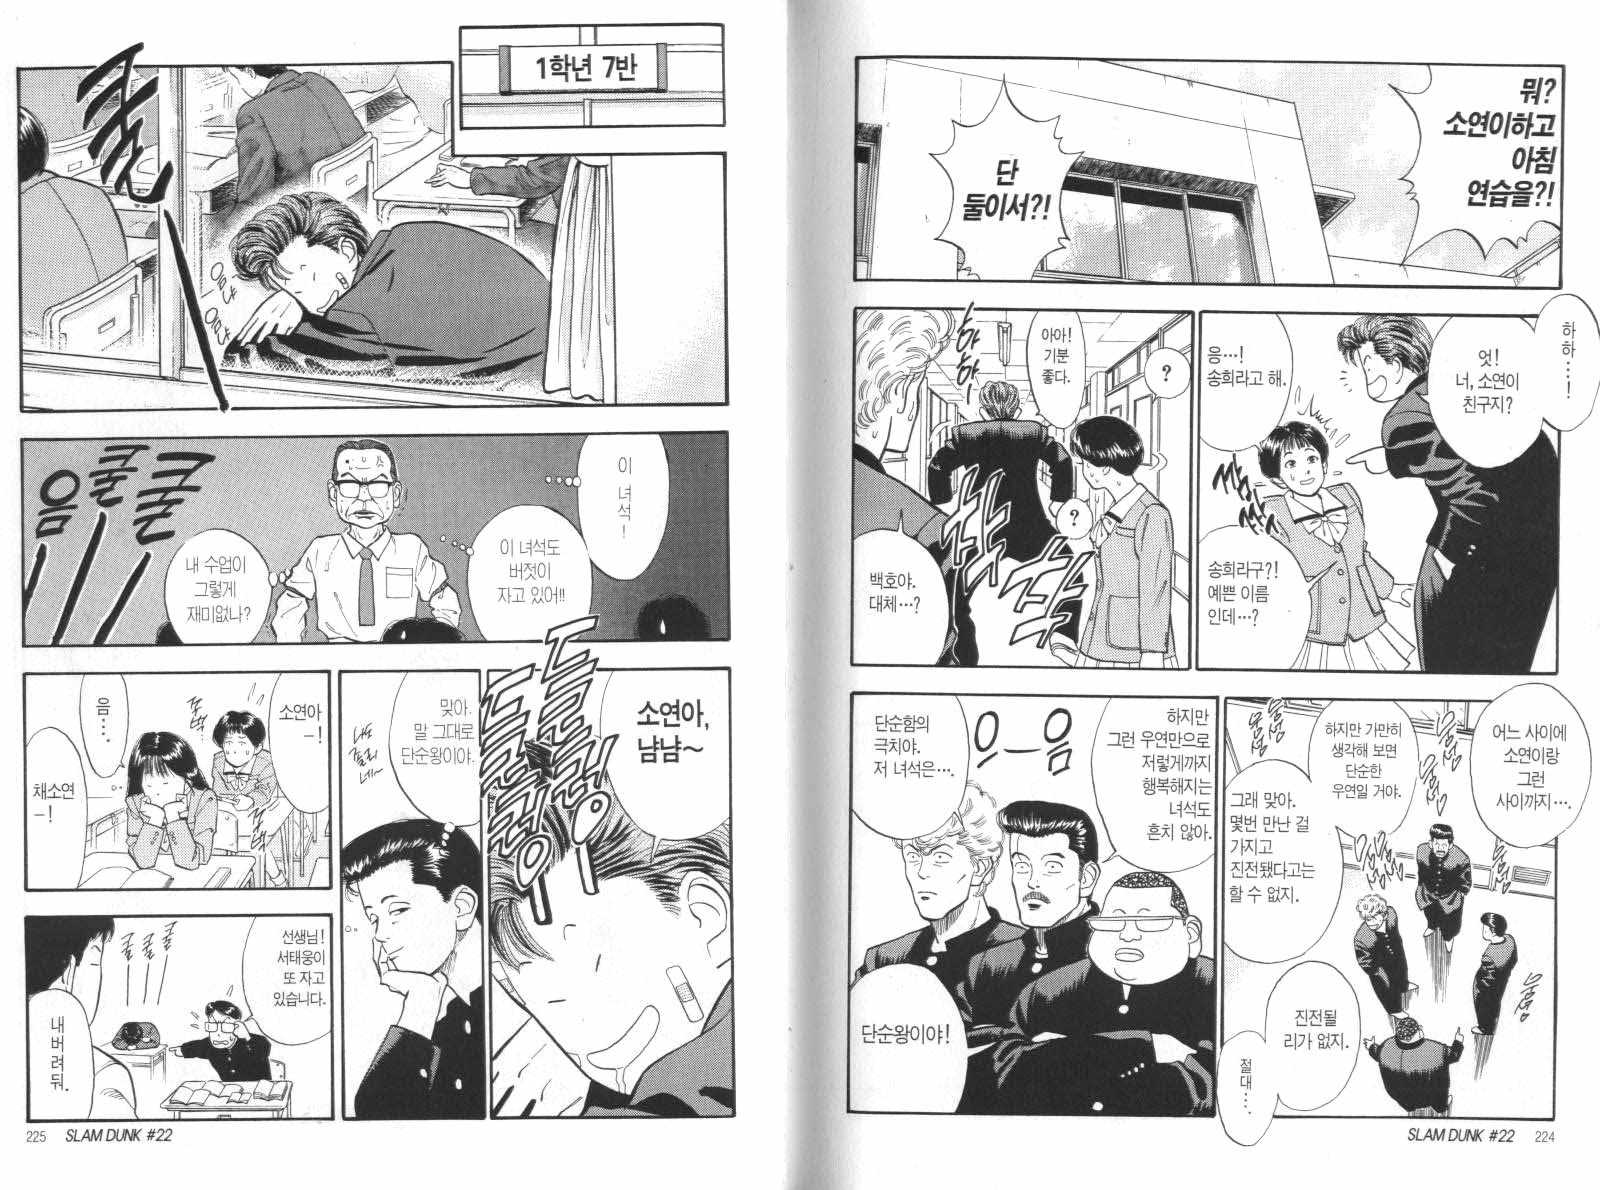 뭐?
소연이하고
아침
연습을?!
단
둘이서?!
하
하
…
!
엇!
너, 소연이
친구지?
응…!
송희라고 해.
송희라구?!
예쁜 이름
인데…?
?
아아!
기분
좋다.
?
백호야.
대체…?
어느 사이에
소연이랑
그런
사이까지….
하지만 가만히
생각해 보면
단순한
우연일 거야.
그래 맞아.
몇번 만난 걸
가지고
진전됐다고는
할 수 없지.
진전될
리가 없지.
절
대
…
.
으—음
하지만
그런 우연만으로
저렇게까지
행복해지는
녀석도
흔치 않아.
단순함의
극치야.
저 녀석은….
단순왕이야!
SLAM DUNK #22 224
1학년 7반
쿨
음냐
음냐
이
녀
석
!
이 녀석도
버젓이
자고 있어!!
내 수업이
그렇게
재미없나?
쿨
쿨
음
소연아,
냠냠~
드르렁
드르렁
맞아.
말 그대로
단순왕이야.
나도
졸리
네~
소연아
—!
음
…
.
채소연
—!
선생님!
서태웅이
또 자고
있습니다.
쿨
쿨
쿨
내
버
려
둬
.
225 SLAM DUNK #22